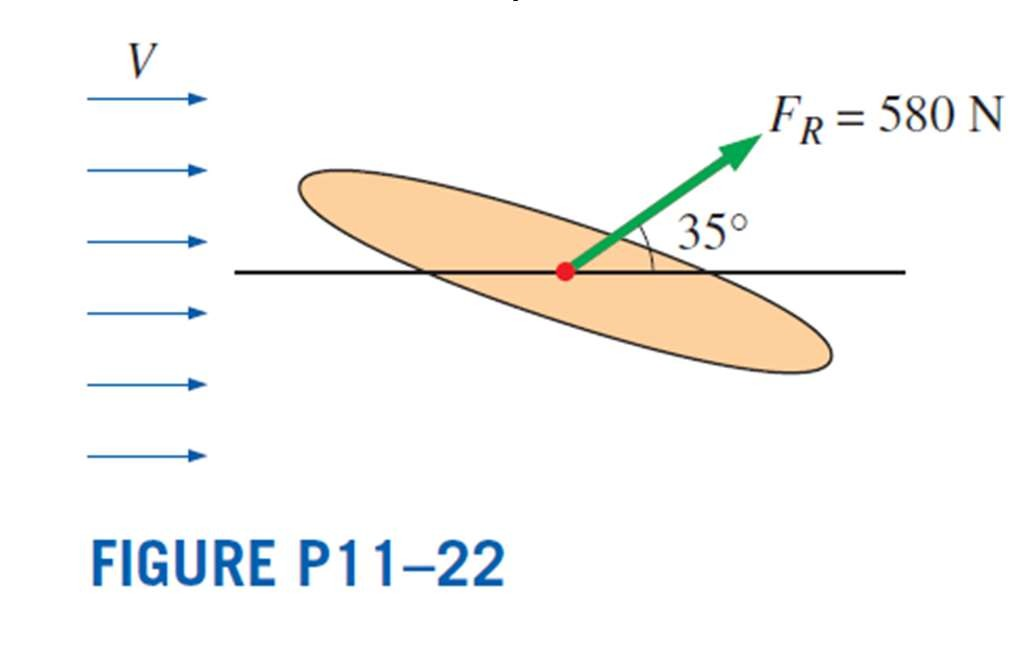 V
F_R = 580 N
35°
FIGURE P11–22